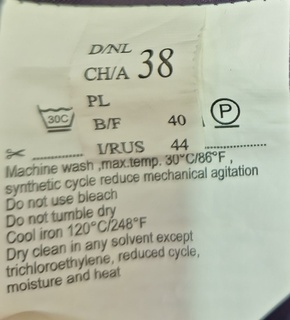 D/NL
CH/A 38
PL
B/F 40
I/RUS 44
30C
P
Machine wash ,max.temp. 30°C/86°F ,
synthetic cycle reduce mechanical agitation
Do not use bleach
Do not tumble dry
Cool iron 120°C/248°F
Dry clean in any solvent except
trichloroethylene, reduced cycle,
moisture and heat